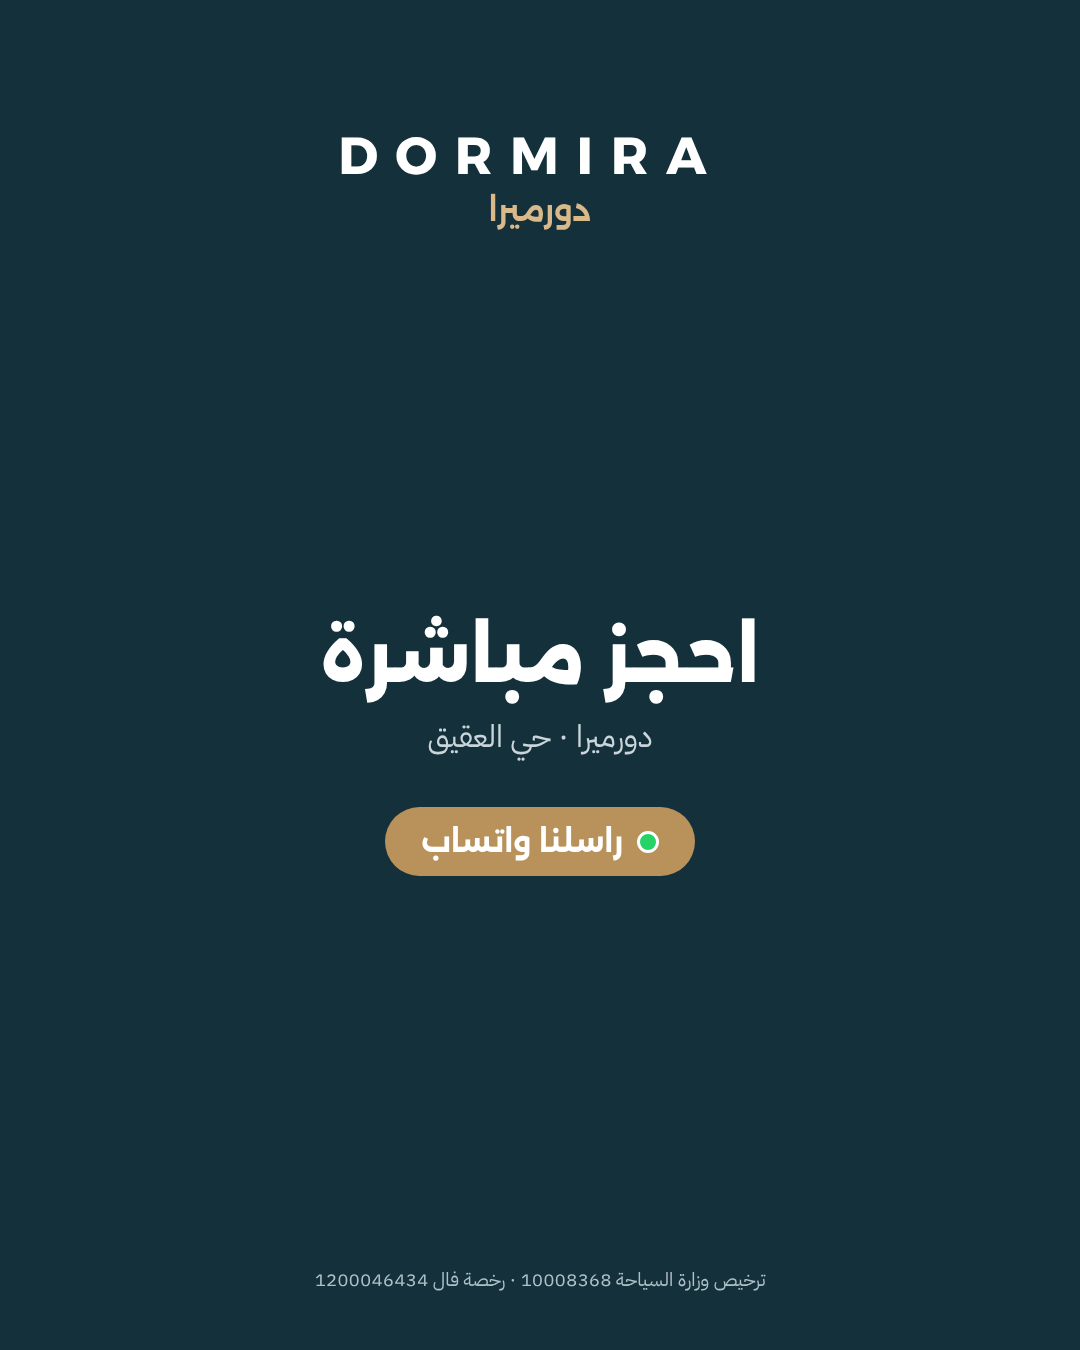 DORMIRA
دورميرا
احجز مباشرة
دورميرا · حي العقيق
راسلنا واتساب
ترخيص وزارة السياحة 10008368 · رخصة فال 1200046434